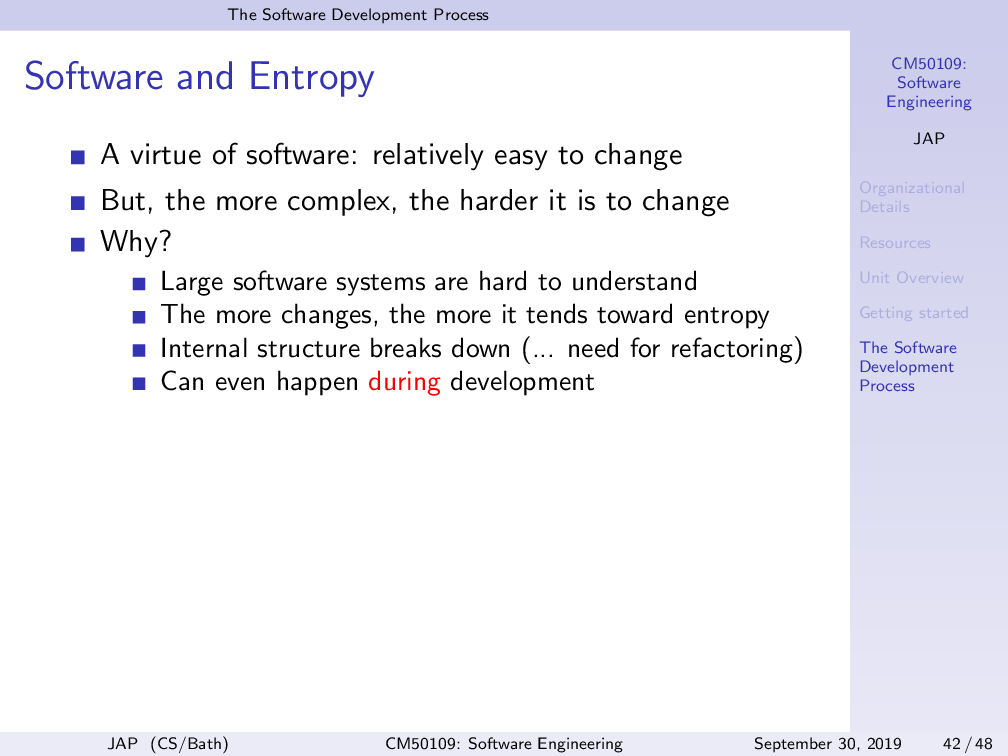 The Software Development Process
Software and Entropy
A virtue of software: relatively easy to change
But, the more complex, the harder it is to change
Why?
Large software systems are hard to understand
The more changes, the more it tends toward entropy
Internal structure breaks down (... need for refactoring)
Can even happen during development
CM50109:
Software
Engineering
JAP
Organizational
Details
Resources
Unit Overview
Getting started
The Software
Development
Process
JAP (CS/Bath)
CM50109: Software Engineering
September 30, 2019
42 / 48